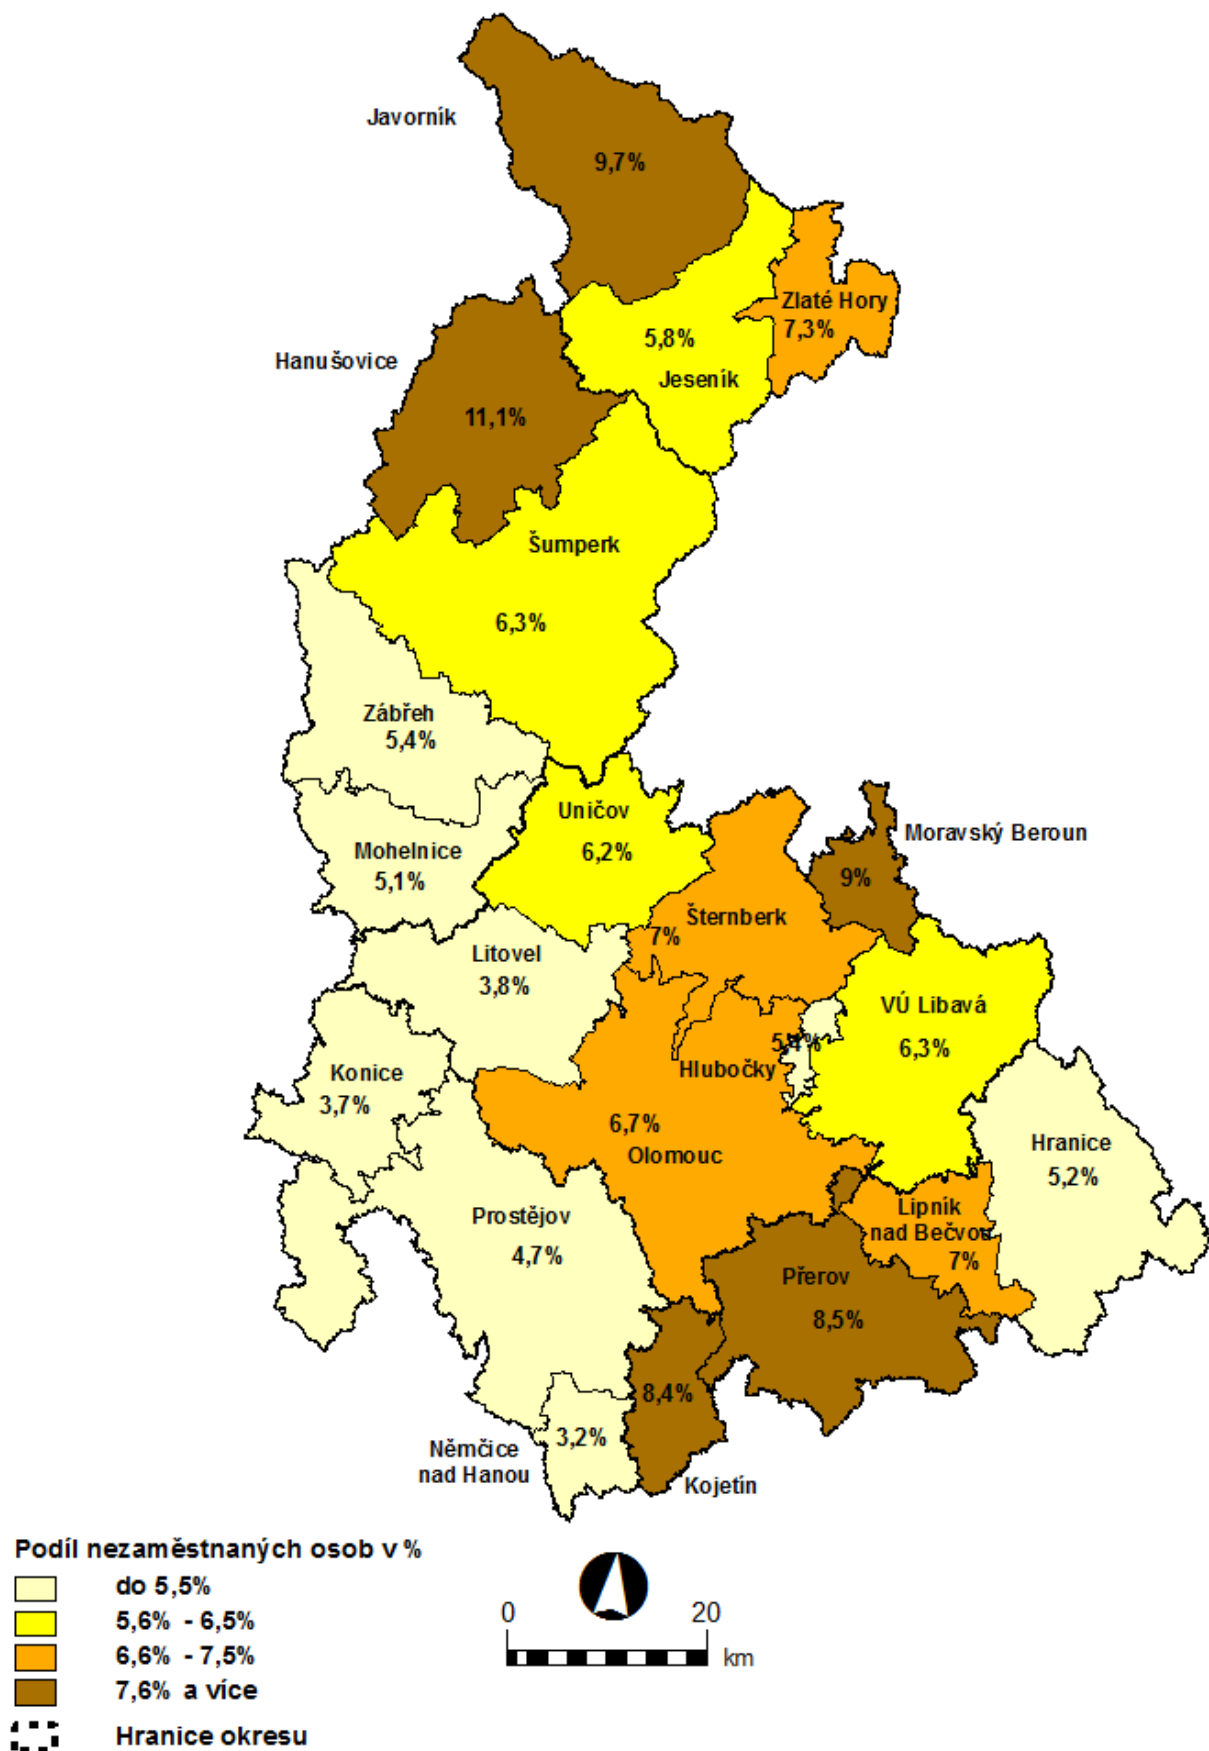 Javorník
9,7%
Zlaté Hory
7,3%
5,8%
Jeseník
Hanušovice
11,1%
Šumperk
6,3%
Zábřeh
5,4%
Uničov
6,2%
Mohelnice
5,1%
Moravský Beroun
9%
Šternberk
7%
Litovel
3,8%
VÚ Libavá
6,3%
5,4%
Hlubočky
Konice
3,7%
6,7%
Olomouc
Hranice
5,2%
Prostějov
4,7%
Lipník
nad Bečvou
7%
Přerov
8,5%
8,4%
Kojetín
3,2%
Němčice
nad Hanou
Podíl nezaměstnaných osob v %
do 5,5%
5,6% - 6,5%
6,6% - 7,5%
7,6% a více
Hranice okresu
0 20
km